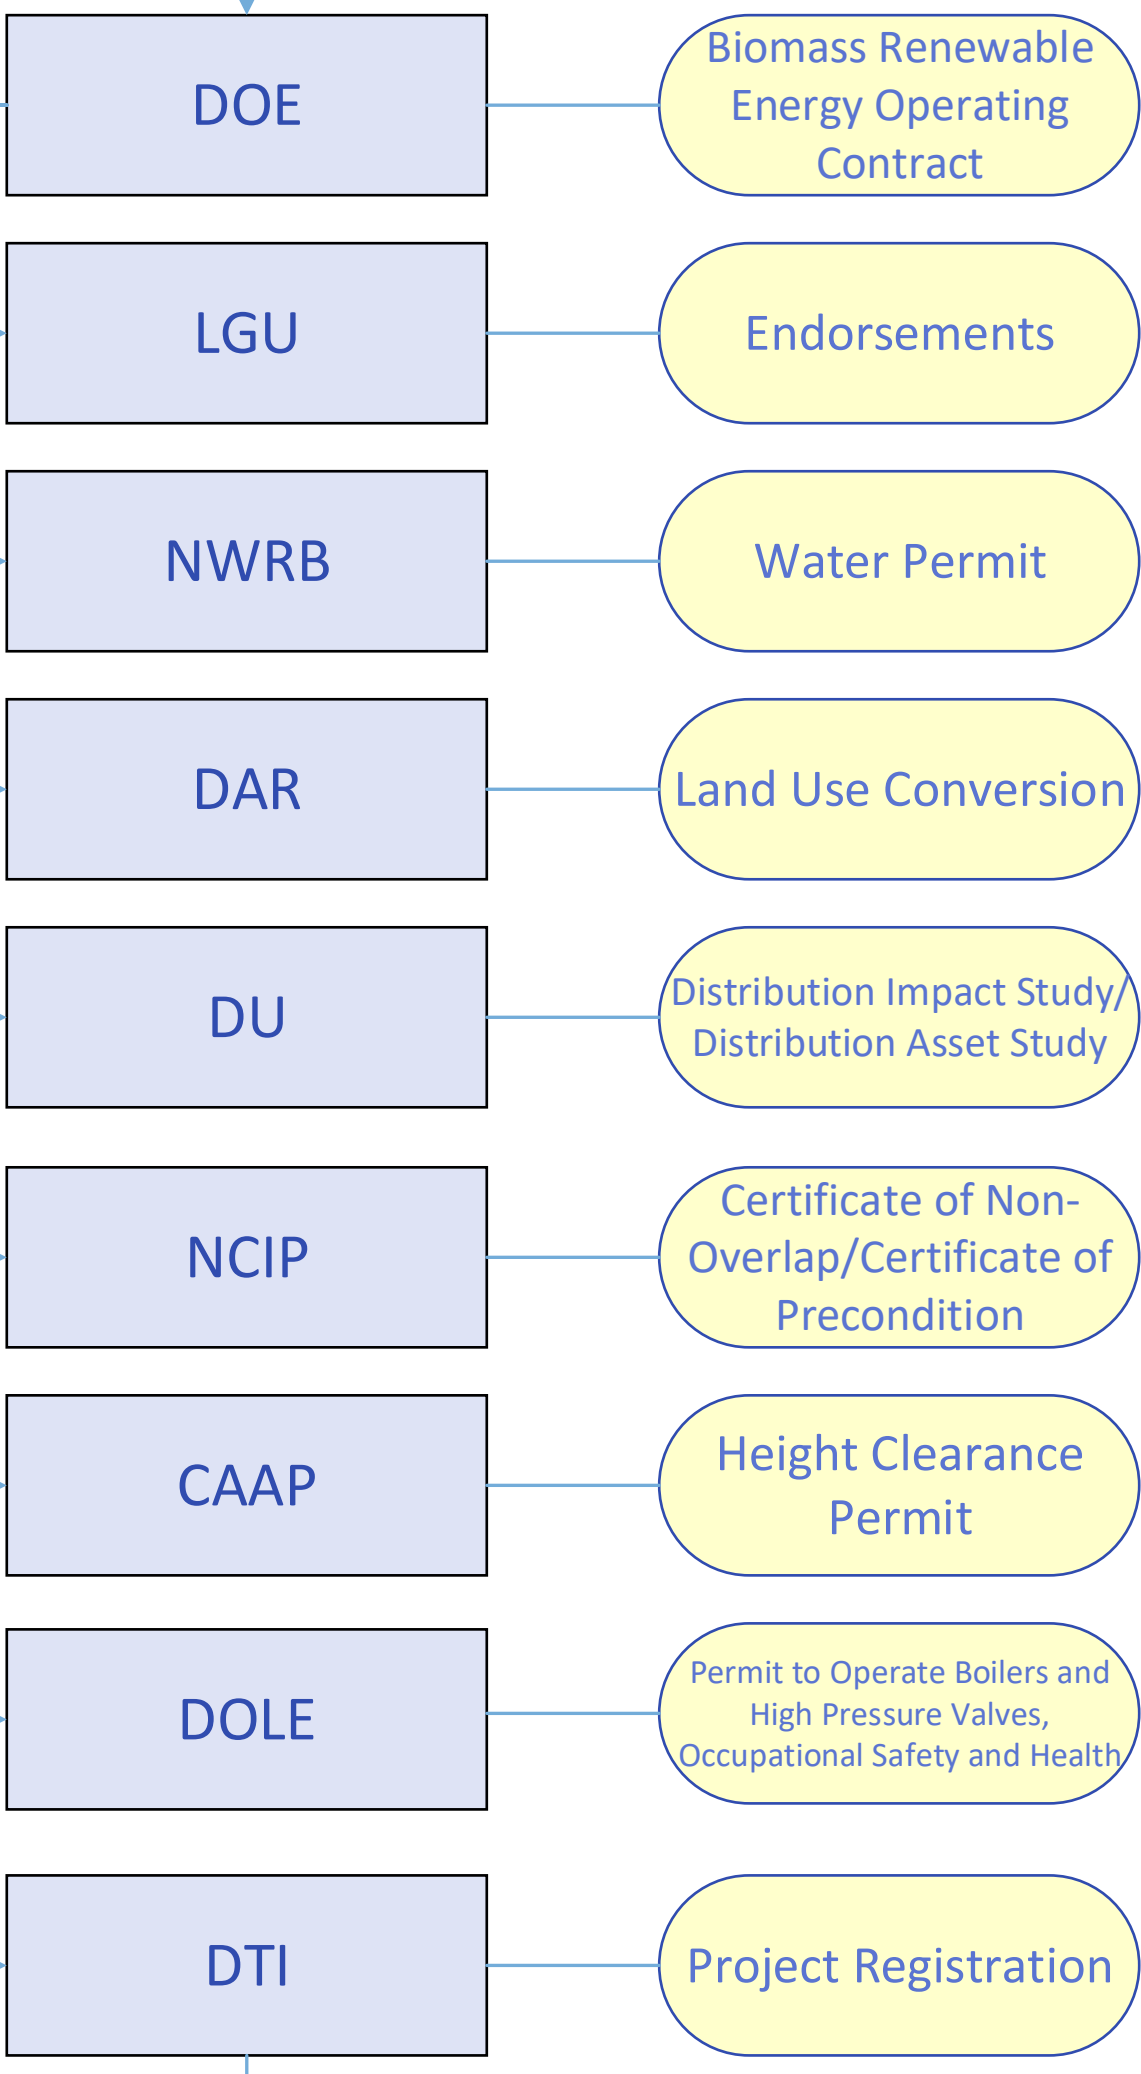 DOE
Biomass Renewable
Energy Operating
Contract
LGU
Endorsements
NWRB
Water Permit
DAR
Land Use Conversion
DU
Distribution Impact Study/
Distribution Asset Study
NCIP
Certificate of Non-
Overlap/Certificate of
Precondition
CAAP
Height Clearance
Permit
DOLE
Permit to Operate Boilers and
High Pressure Valves,
Occupational Safety and Health
DTI
Project Registration